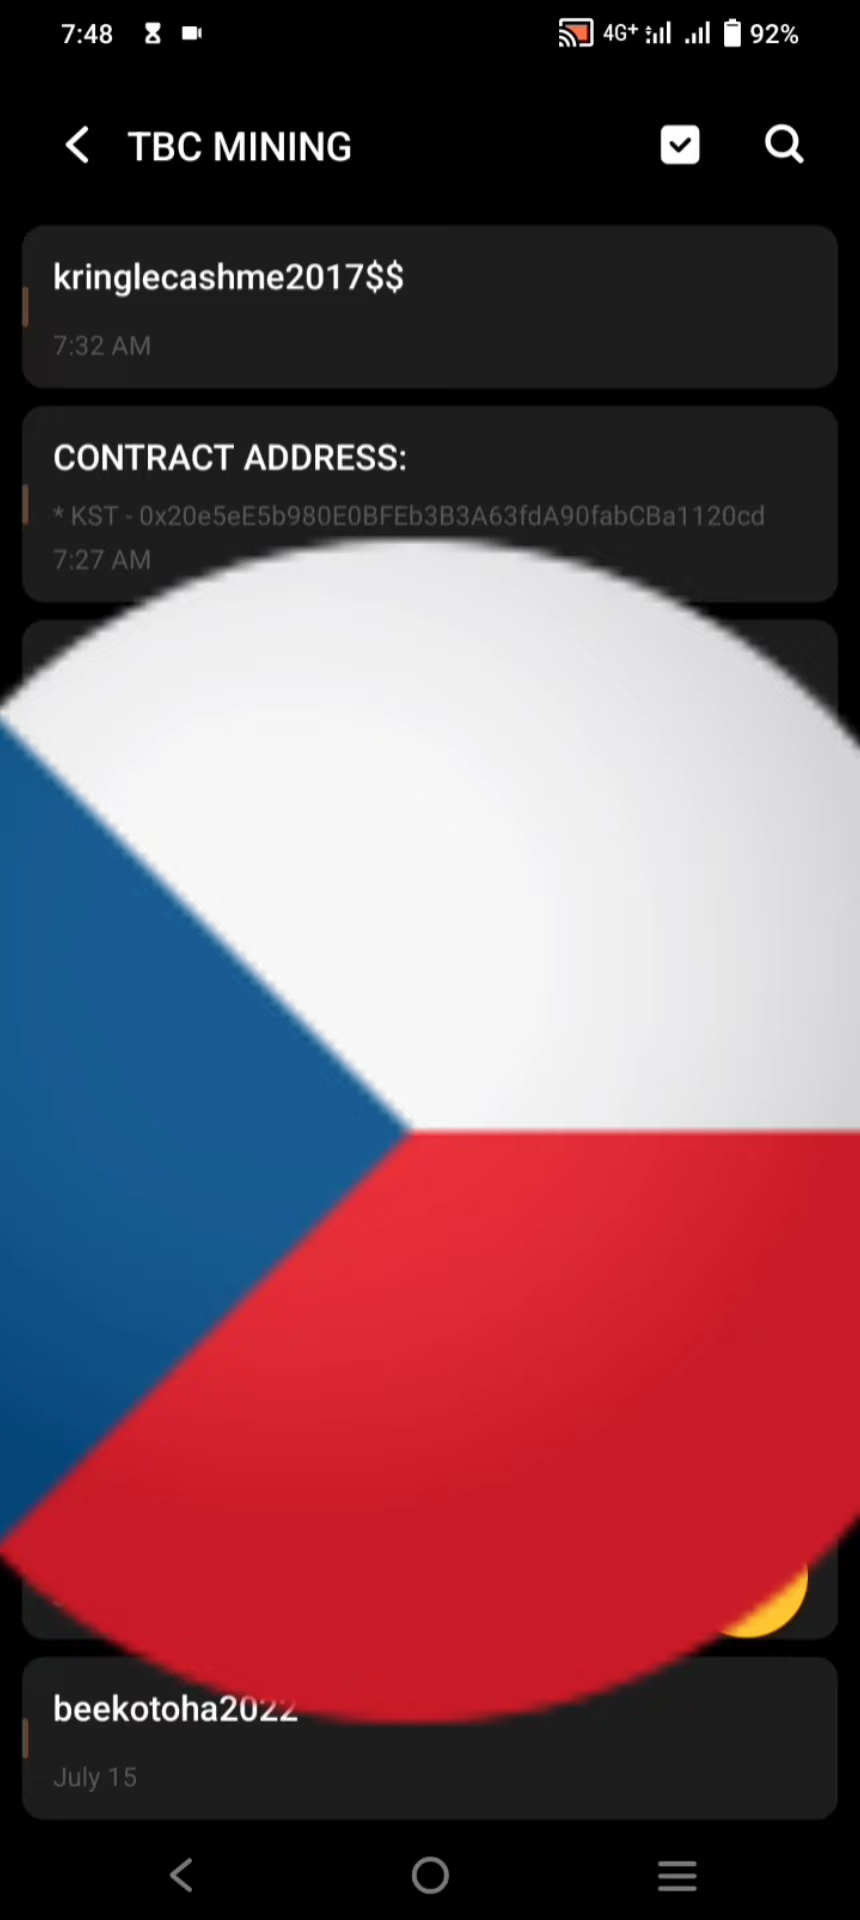 7:48
4G+
92%
TBC MINING
kringlecashme2017$$
7:32 AM
CONTRACT ADDRESS:
* KST - 0x20e5eE5b980E0BFEb3B3A63fdA90fabCBa1120cd
7:27 AM
beekotoha2022
July 15